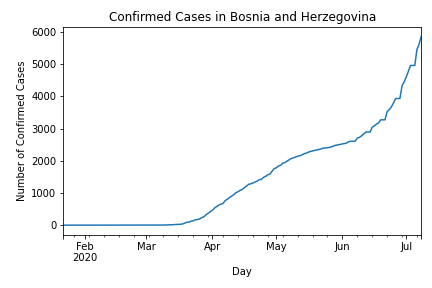 Confirmed Cases in Bosnia and Herzegovina
Number of Confirmed Cases
6000
5000
4000
3000
2000
1000
0
Feb Mar Apr May Jun Jul
2020
Day